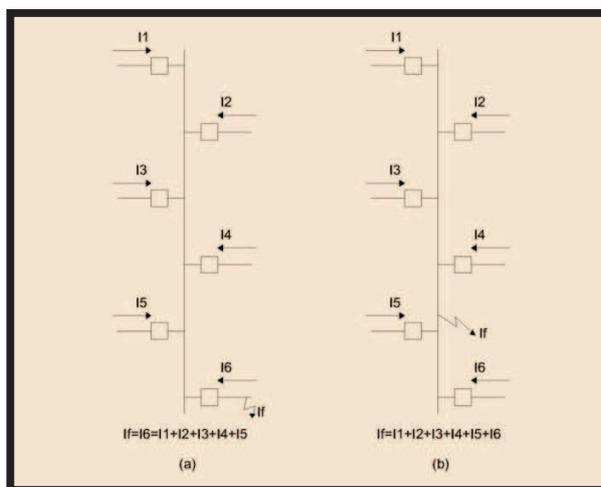 I1
I2
I3
I4
I5
I6
If
If=I6=I1+I2+I3+I4+I5
(a)
I1
I2
I3
I4
I5
If
I6
If=I1+I2+I3+I4+I5+I6
(b)